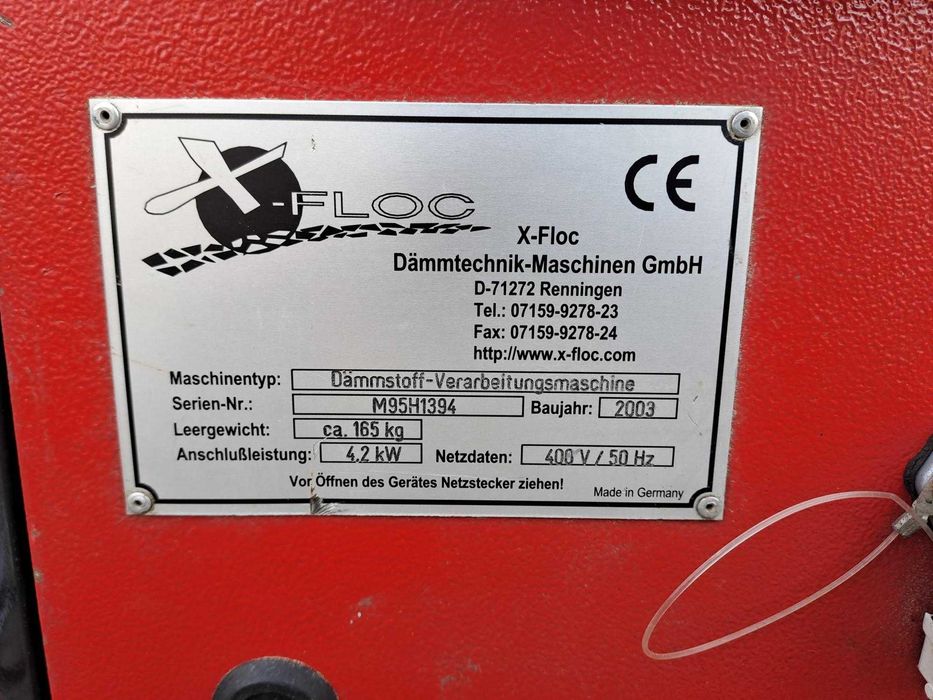 X-FLOC
CE
X-Floc
Dämmtechnik-Maschinen GmbH
D-71272 Renningen
Tel.: 07159-9278-23
Fax: 07159-9278-24
http://www.x-floc.com
Maschinentyp: Dämmstoff-Verarbeitungsmaschine
Serien-Nr.: M95H1394 Baujahr: 2003
Leergewicht: ca. 165 kg
Anschlußleistung: 4,2 kW Netzdaten: 400 V / 50 Hz
Vor Öffnen des Gerätes Netzstecker ziehen!
Made in Germany